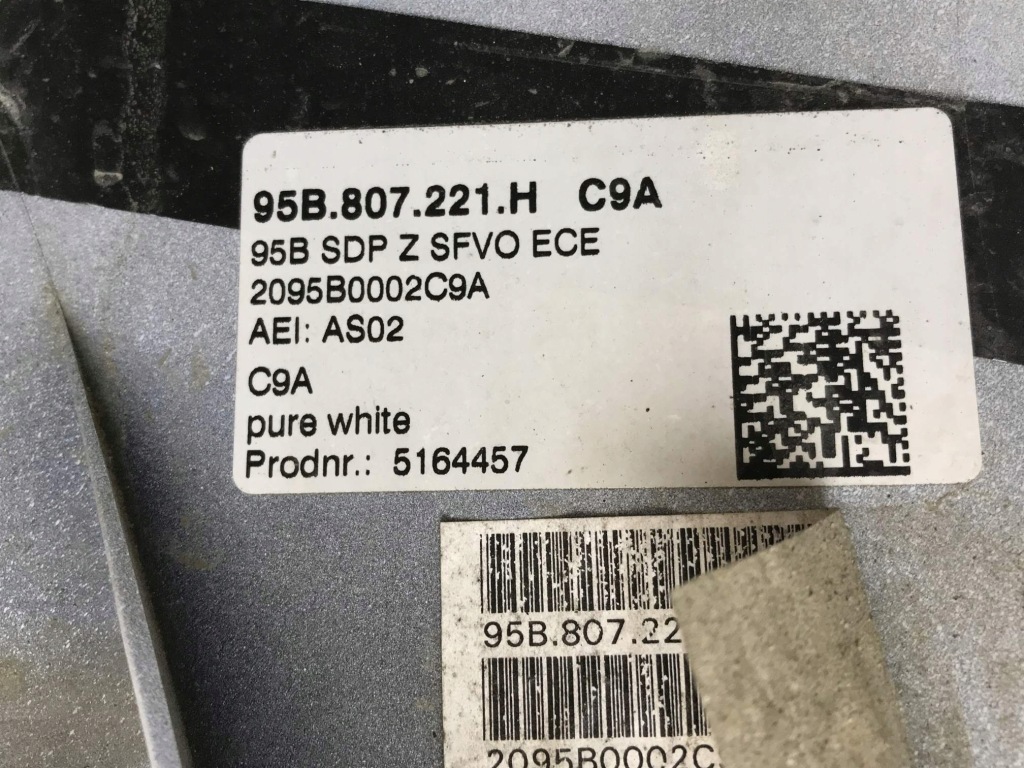 95B.807.221.H C9A
95B SDP Z SFVO ECE
2095B0002C9A
AEI: AS02
C9A
pure white
Prodnr.: 5164457
95B.807.22
2095B0002C